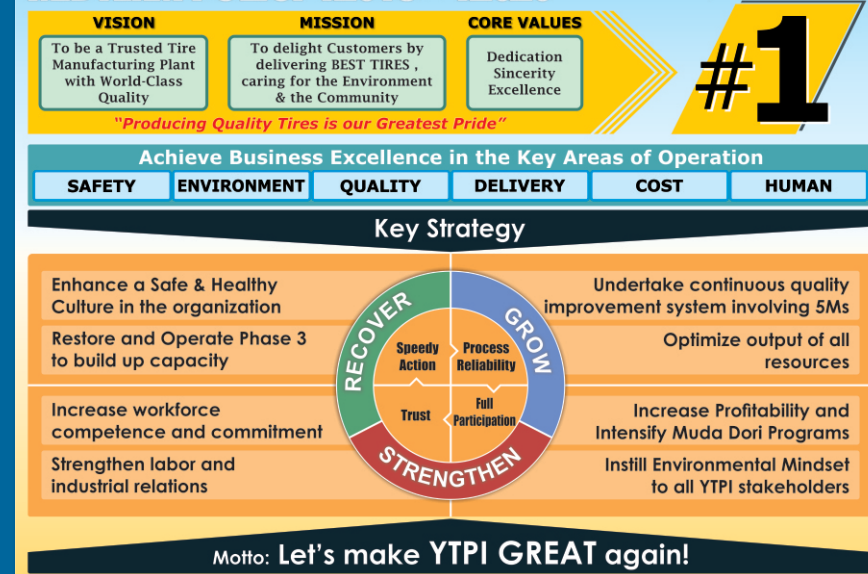 VISION
To be a Trusted Tire
Manufacturing Plant
with World-Class
Quality
MISSION
To delight Customers by
delivering BEST TIRES ,
caring for the Environment
& the Community
CORE VALUES
Dedication
Sincerity
Excellence
"Producing Quality Tires is our Greatest Pride"
#1
Achieve Business Excellence in the Key Areas of Operation
SAFETY
ENVIRONMENT
QUALITY
DELIVERY
COST
HUMAN
Key Strategy
Enhance a Safe & Healthy
Culture in the organization
Restore and Operate Phase 3
to build up capacity
Increase workforce
competence and commitment
Strengthen labor and
industrial relations
RECOVER
GROW
STRENGTHEN
Speedy
Action
Process
Reliability
Trust
Full
Participation
Undertake continuous quality
improvement system involving 5Ms
Optimize output of all
resources
Increase Profitability and
Intensify Muda Dori Programs
Instill Environmental Mindset
to all YTPI stakeholders
Motto: Let's make YTPI GREAT again!